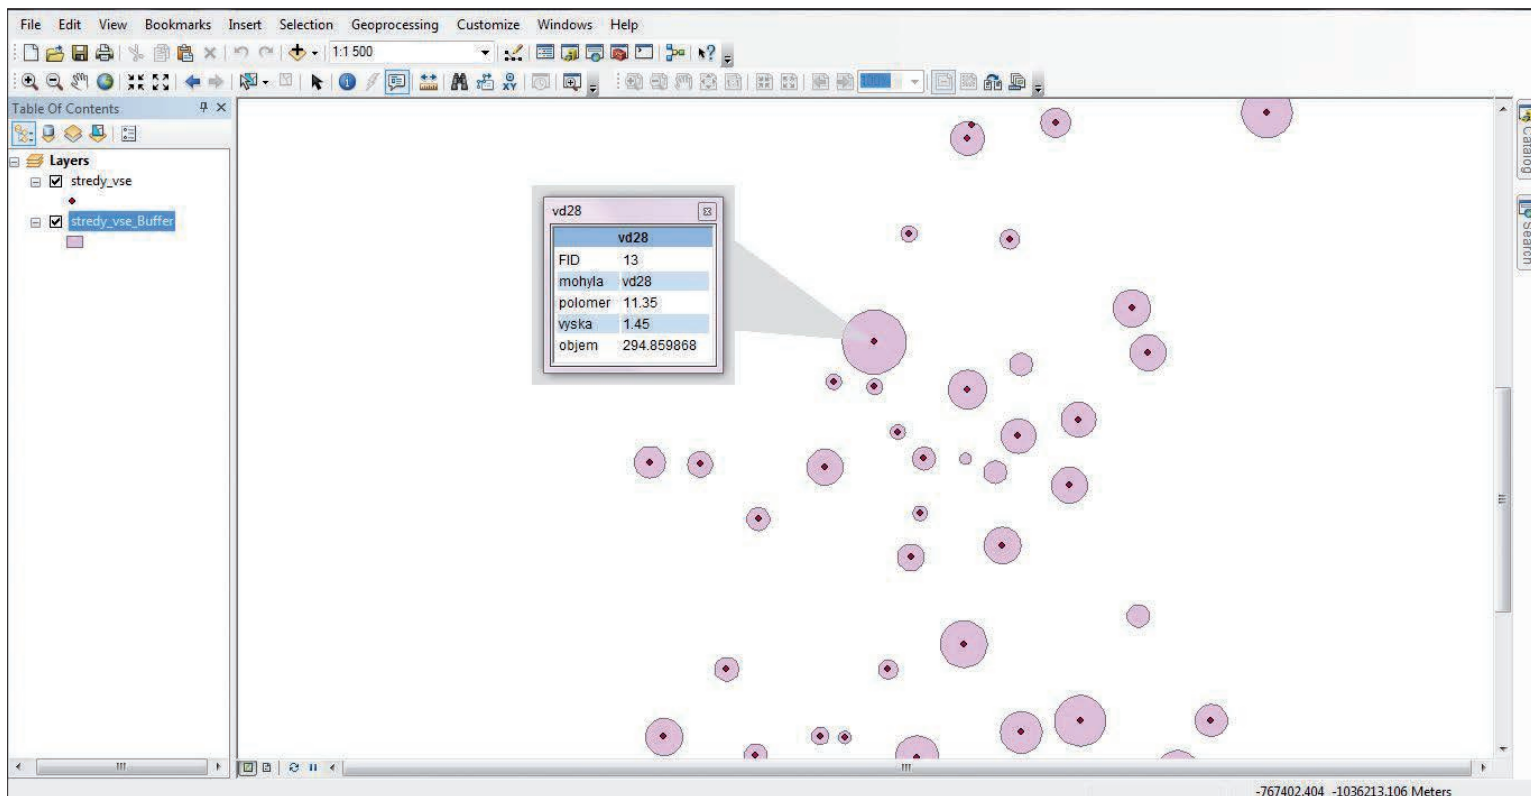 File Edit View Bookmarks Insert Selection Geoprocessing Customize Windows Help
1:1 500
XY
Table Of Contents
Layers
stredy_vse
stredy_vse_Buffer
vd28
vd28
FID 13
mohyla vd28
polomer 11.35
vyska 1.45
objem 294.859868
Catalog
Search
-767402.404 -1036213.106 Meters